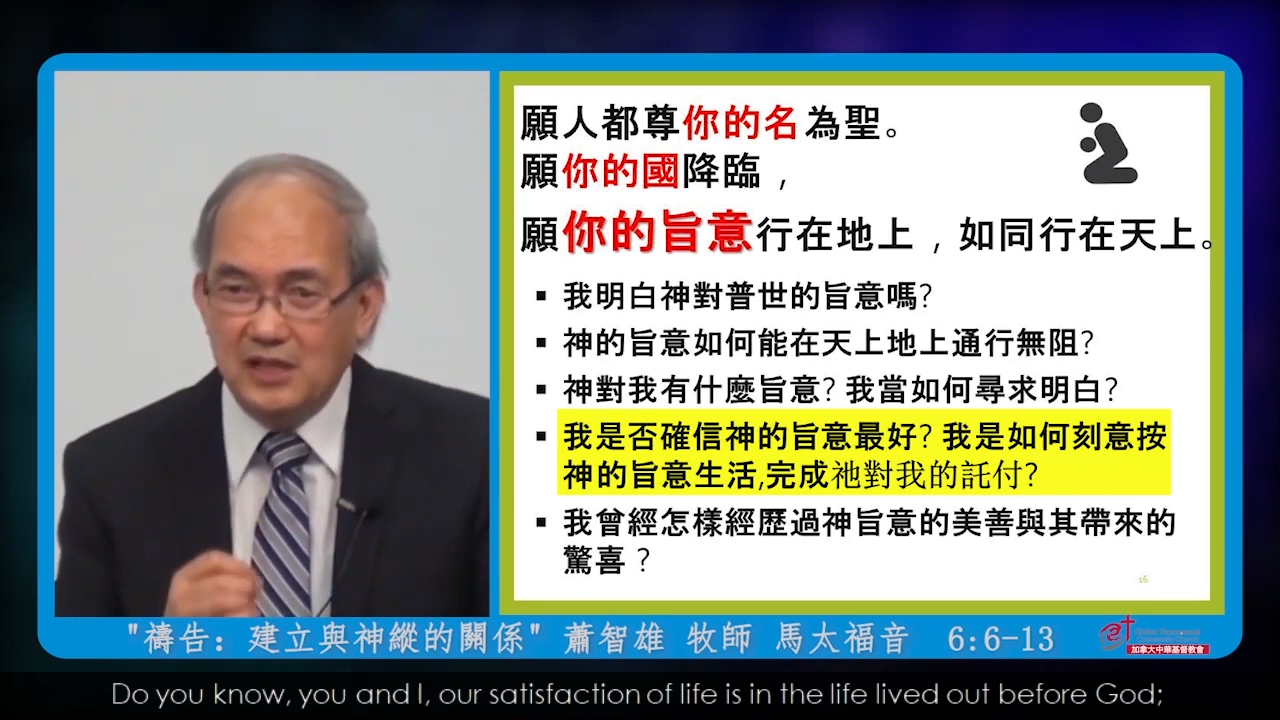 願人都尊你的名為聖。
願你的國降臨，
願你的旨意行在地上，如同行在天上。
▪ 我明白神對普世的旨意嗎?
▪ 神的旨意如何能在天上地上通行無阻?
▪ 神對我有什麼旨意? 我當如何尋求明白?
▪ 我是否確信神的旨意最好? 我是如何刻意按
神的旨意生活,完成祂對我的託付?
▪ 我曾經怎樣經歷過神旨意的美善與其帶來的
驚喜？
16
"禱告: 建立與神縱的關係" 蕭智雄 牧師 馬太福音 6:6-13
加拿大中華基督教會
Do you know, you and I, our satisfaction of life is in the life lived out before God;